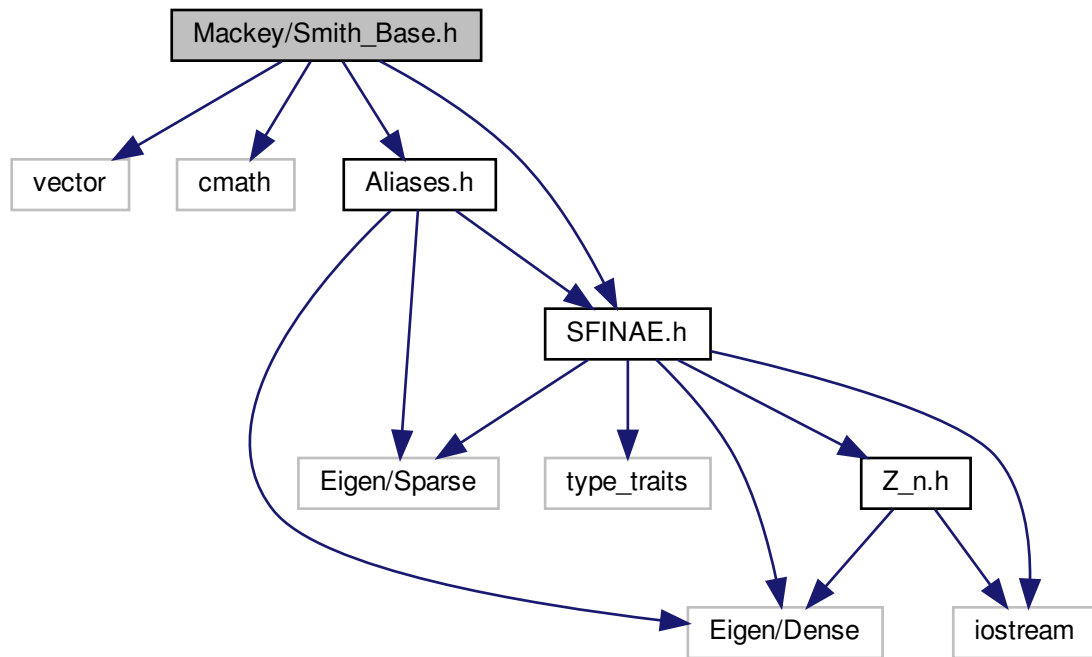 Mackey/Smith_Base.h
vector
cmath
Aliases.h
SFINAE.h
Eigen/Sparse
type_traits
Z_n.h
Eigen/Dense
iostream